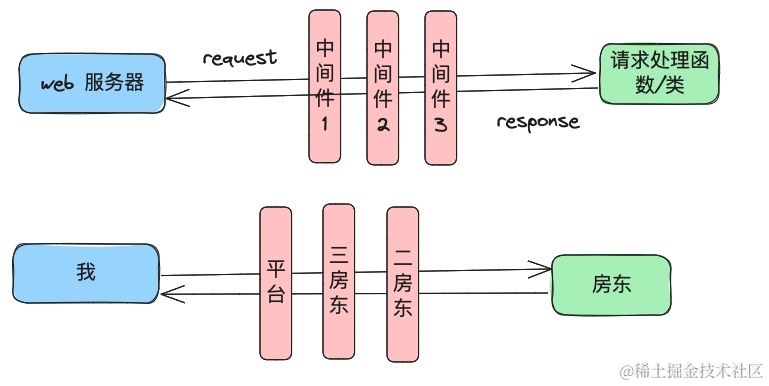 request
中间件1
中间件2
中间件3
web 服务器
请求处理函
数/类
response
平台
三房东
二房东
我
房东
@稀土掘金技术社区